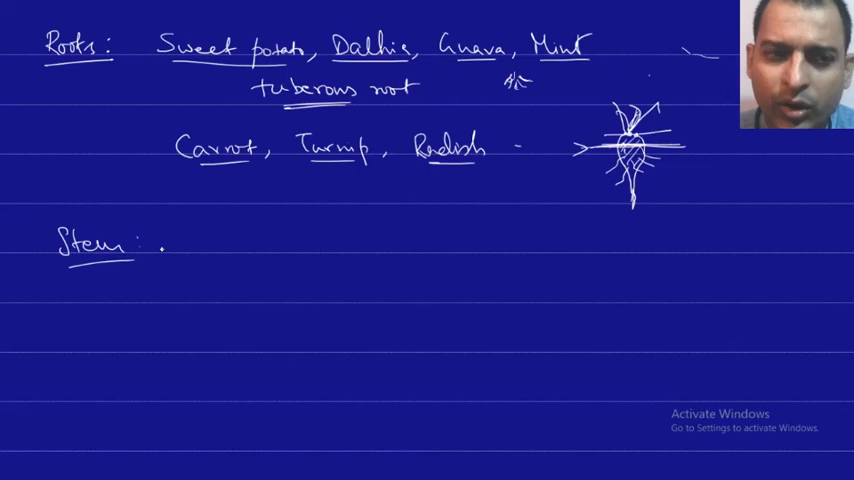 Roots: Sweet potato, Dalhia, Guava, Mint
tuberous root
Carrot, Turnip, Radish -
Stem:
Activate Windows
Go to Settings to activate Windows.